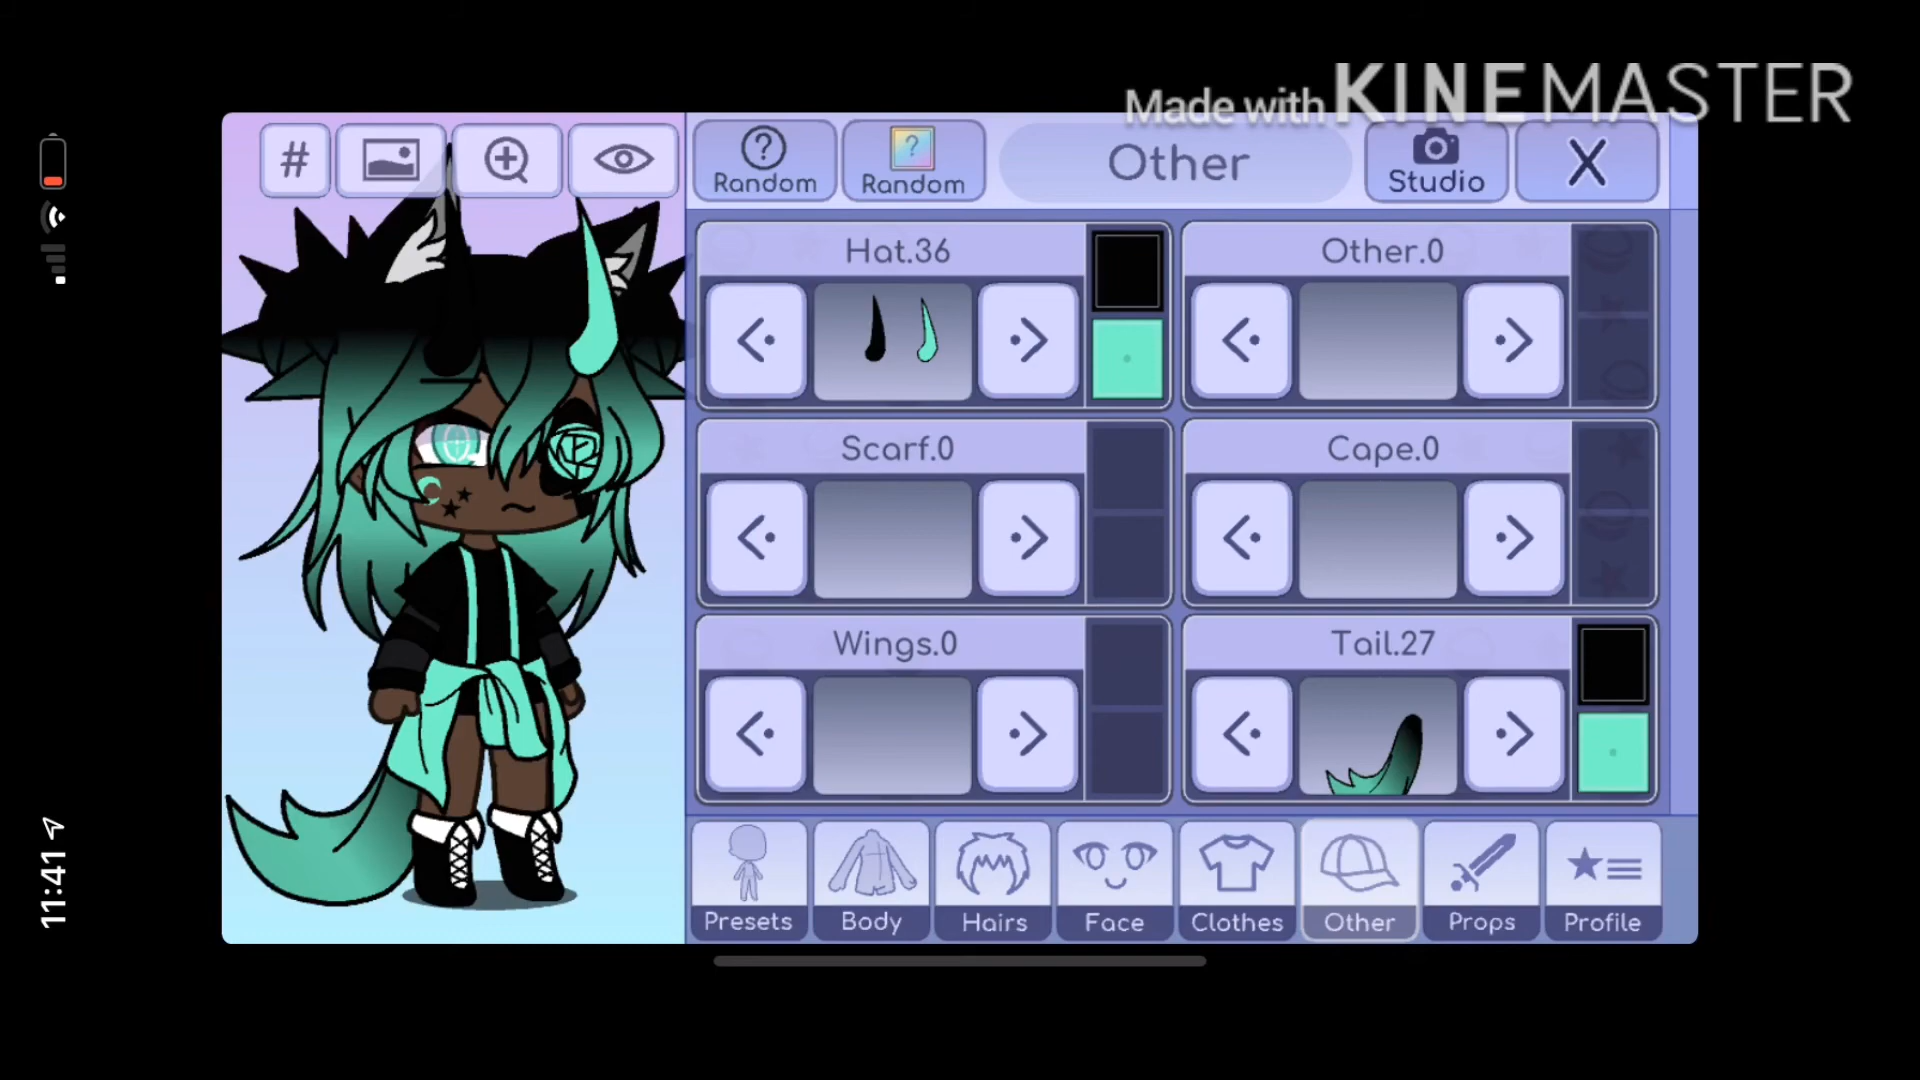 Made with KINEMASTER
#
?
Random
?
Random
Other
Studio
X
Hat.36
Other.0
Scarf.0
Cape.0
Wings.0
Tail.27
Presets
Body
Hairs
Face
Clothes
Other
Props
Profile
11:41